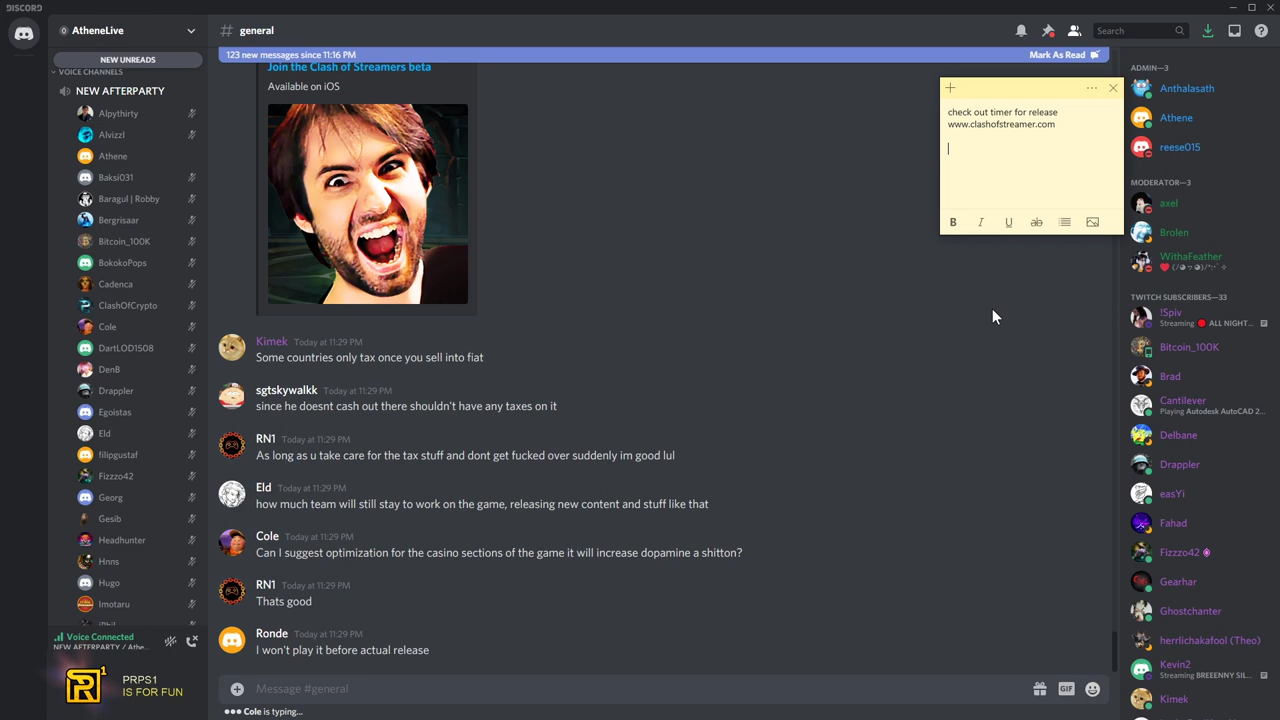 DISCORD
AtheneLive
NEW UNREADS
VOICE CHANNELS
NEW AFTERPARTY
Alpythirty
Alvizzl
Athene
Baksi031
Baragul | Robby
Bergrisaar
Bitcoin_100K
BokokoPops
Cadenca
ClashOfCrypto
Cole
DartLOD1508
DenB
Drappler
Egoistas
Eld
filipgustaf
Fizzzo42
Georg
Gesib
Headhunter
Hnns
Hugo
Imotaru
Voice Connected
NEW AFTERPARTY / Athe...
PRPS1
IS FOR FUN
# general
Search
123 new messages since 11:16 PM
Mark As Read
Join the Clash of Streamers beta
Available on iOS
Kimek Today at 11:29 PM
Some countries only tax once you sell into fiat
sgtskywalkk Today at 11:29 PM
since he doesnt cash out there shouldn't have any taxes on it
RN1 Today at 11:29 PM
As long as u take care for the tax stuff and dont get fucked over suddenly im good lul
Eld Today at 11:29 PM
how much team will still stay to work on the game, releasing new content and stuff like that
Cole Today at 11:29 PM
Can I suggest optimization for the casino sections of the game it will increase dopamine a shitton?
RN1 Today at 11:29 PM
Thats good
Ronde Today at 11:29 PM
I won't play it before actual release
Message #general
GIF
Cole is typing...
check out timer for release
www.clashofstreamer.com
B I U ab
ADMIN—3
Anthalasath
Athene
reese015
MODERATOR—3
axel
Brolen
WithaFeather
TWITCH SUBSCRIBERS—33
!Spiv
Streaming 🔴 ALL NIGHT...
Bitcoin_100K
Brad
Cantilever
Playing Autodesk AutoCAD 2...
Delbane
Drappler
easYi
Fahad
Fizzzo42
Gearhar
Ghostchanter
herrlichakafool (Theo)
Kevin2
Streaming BREEENNY SIL...
Kimek